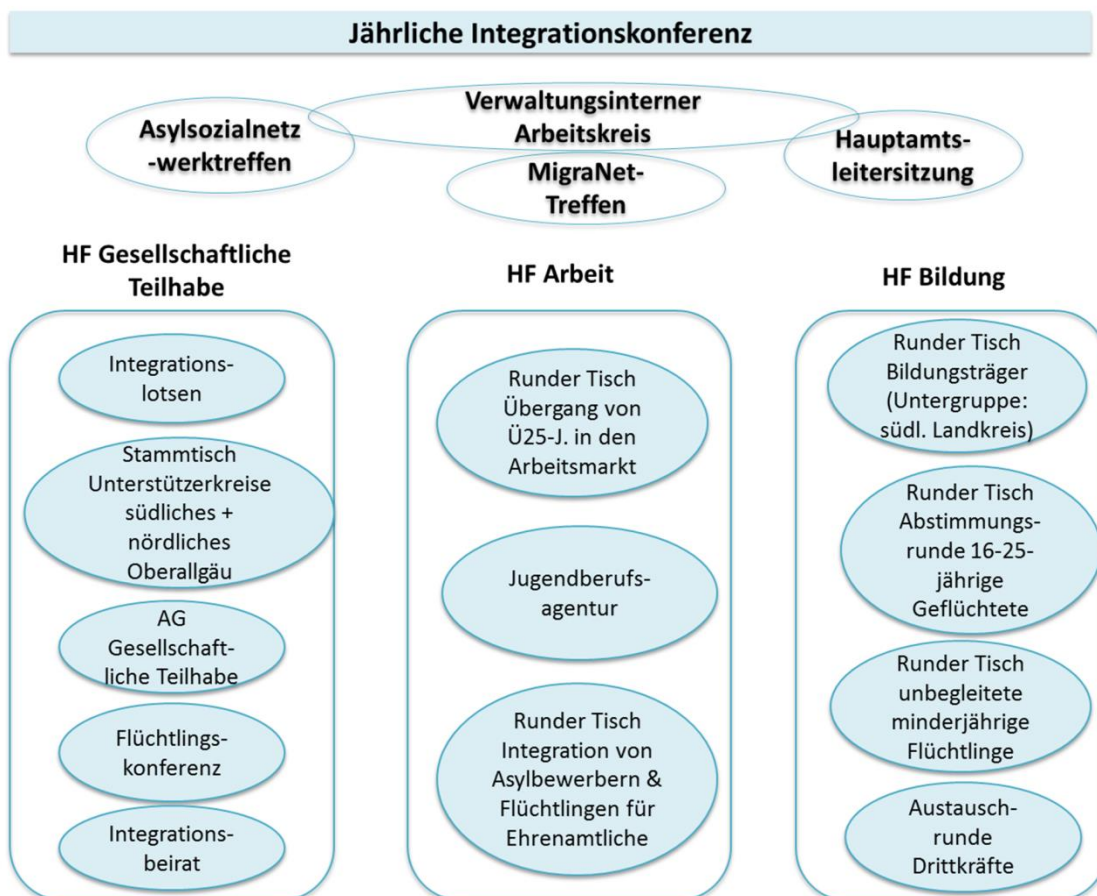 Jährliche Integrationskonferenz
Verwaltungsinterner
Arbeitskreis
Asylsozialnetz
-werktreffen
Hauptamts-
leitersitzung
MigraNet-
Treffen
HF Gesellschaftliche
Teilhabe
Integrations-
lotsen
Stammtisch
Unterstützerkreise
südliches +
nördliches
Oberallgäu
AG
Gesellschaft-
liche Teilhabe
Flüchtlings-
konferenz
Integrations-
beirat
HF Arbeit
Runder Tisch
Übergang von
Ü25-J. in den
Arbeitsmarkt
Jugendberufs-
agentur
Runder Tisch
Integration von
Asylbewerbern &
Flüchtlingen für
Ehrenamtliche
HF Bildung
Runder Tisch
Bildungsträger
(Untergruppe:
südl. Landkreis)
Runder Tisch
Abstimmungs-
runde 16-25-
jährige
Geflüchtete
Runder Tisch
unbegleitete
minderjährige
Flüchtlinge
Austausch-
runde
Drittkräfte